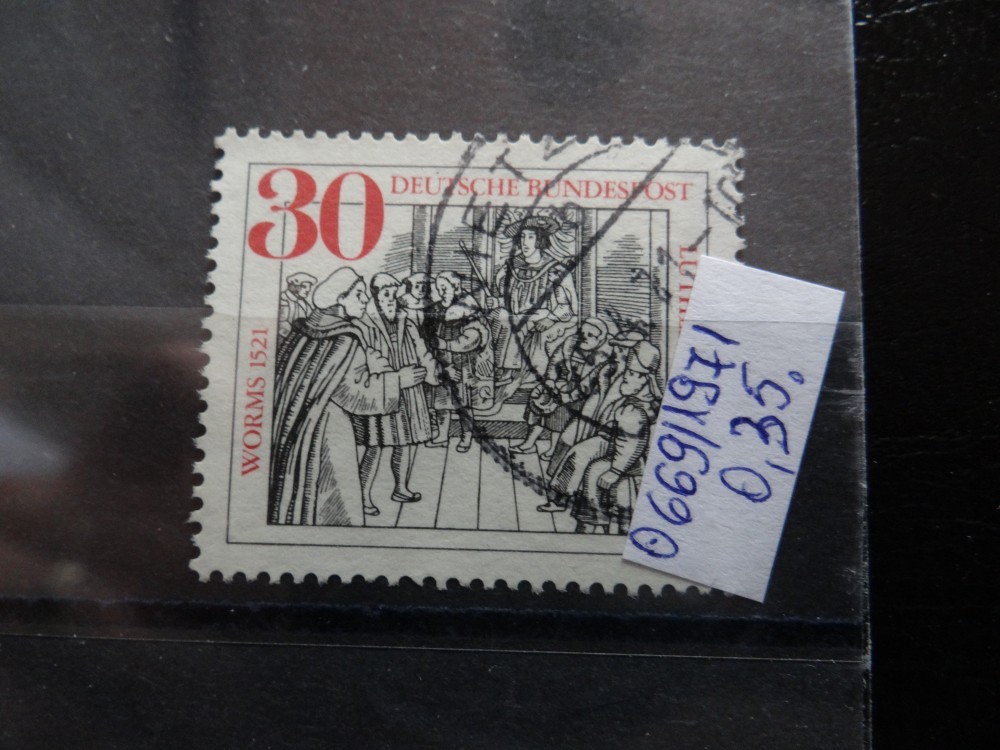 30
DEUTSCHE BUNDESPOST
WORMS 1521
0669/1971
0,35.